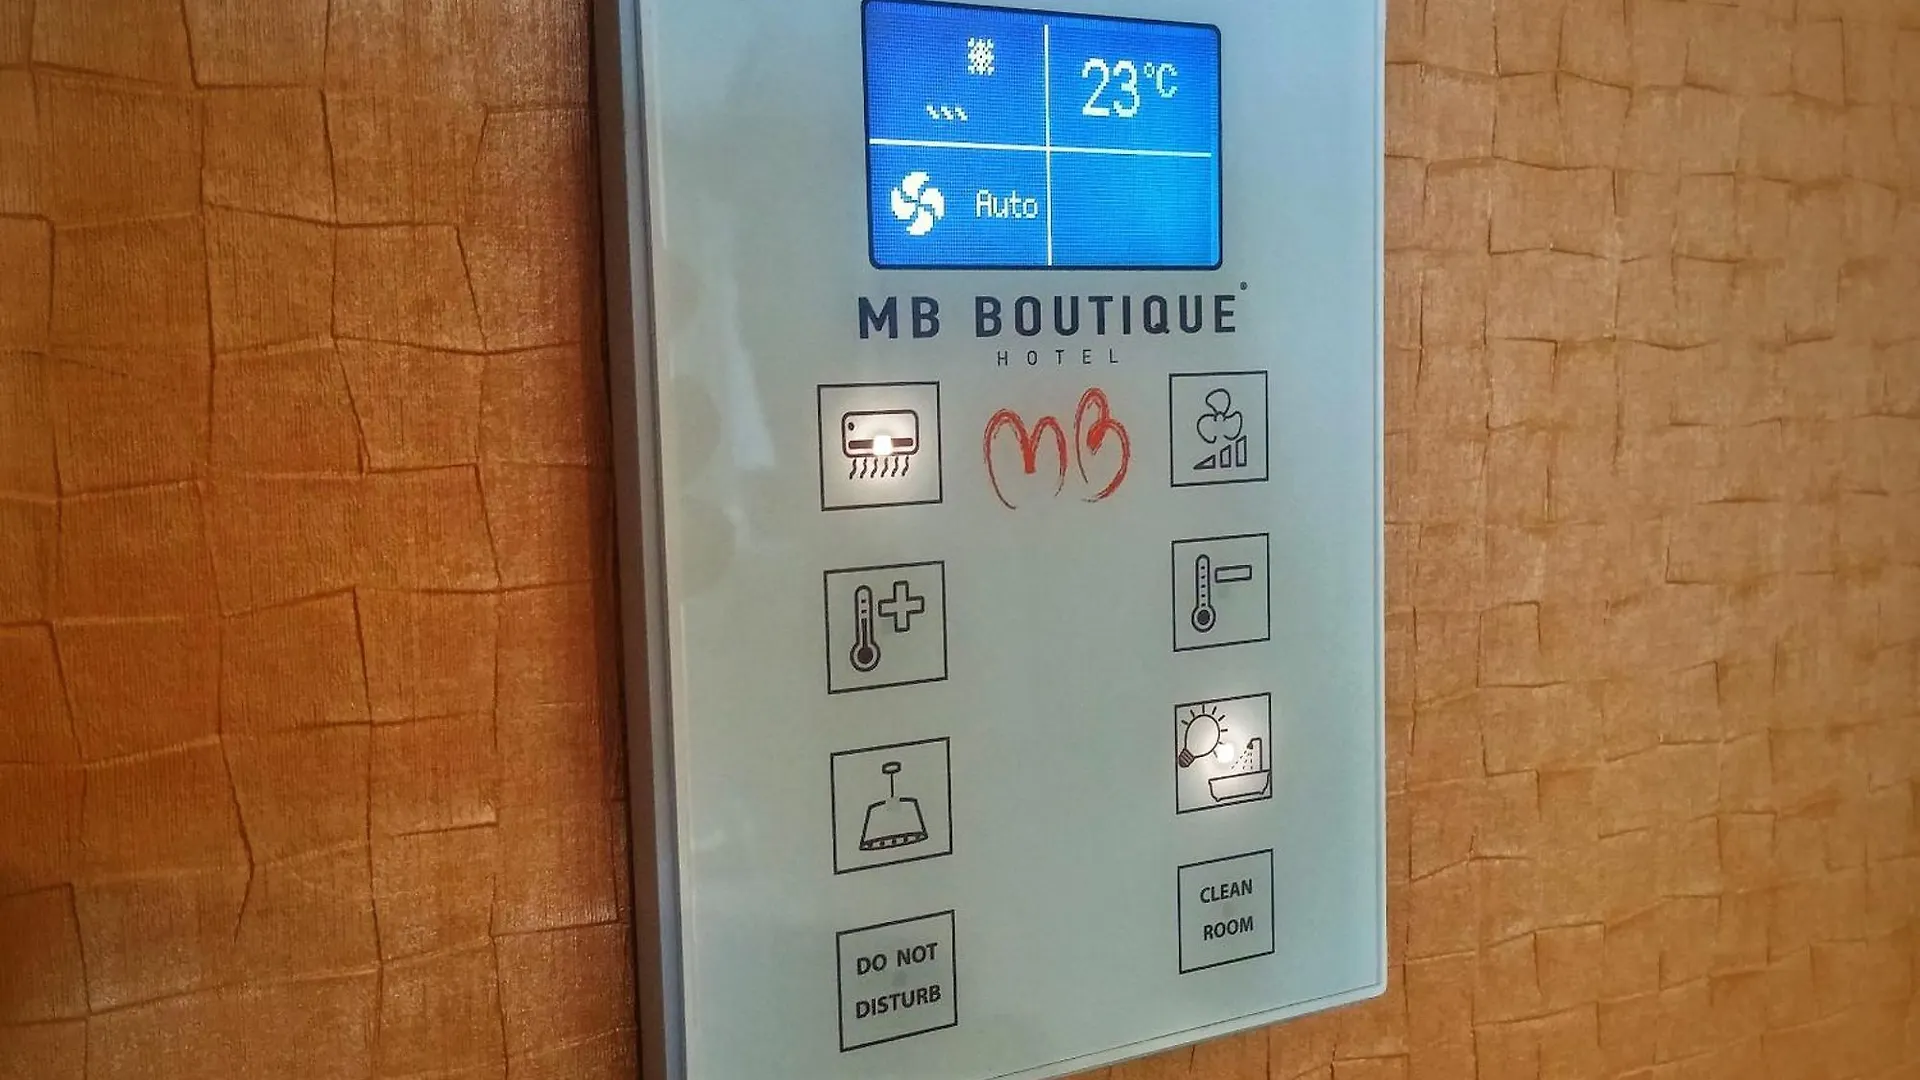 23°C
Auto
MB BOUTIQUE
HOTEL
MB
DO NOT
DISTURB
CLEAN
ROOM